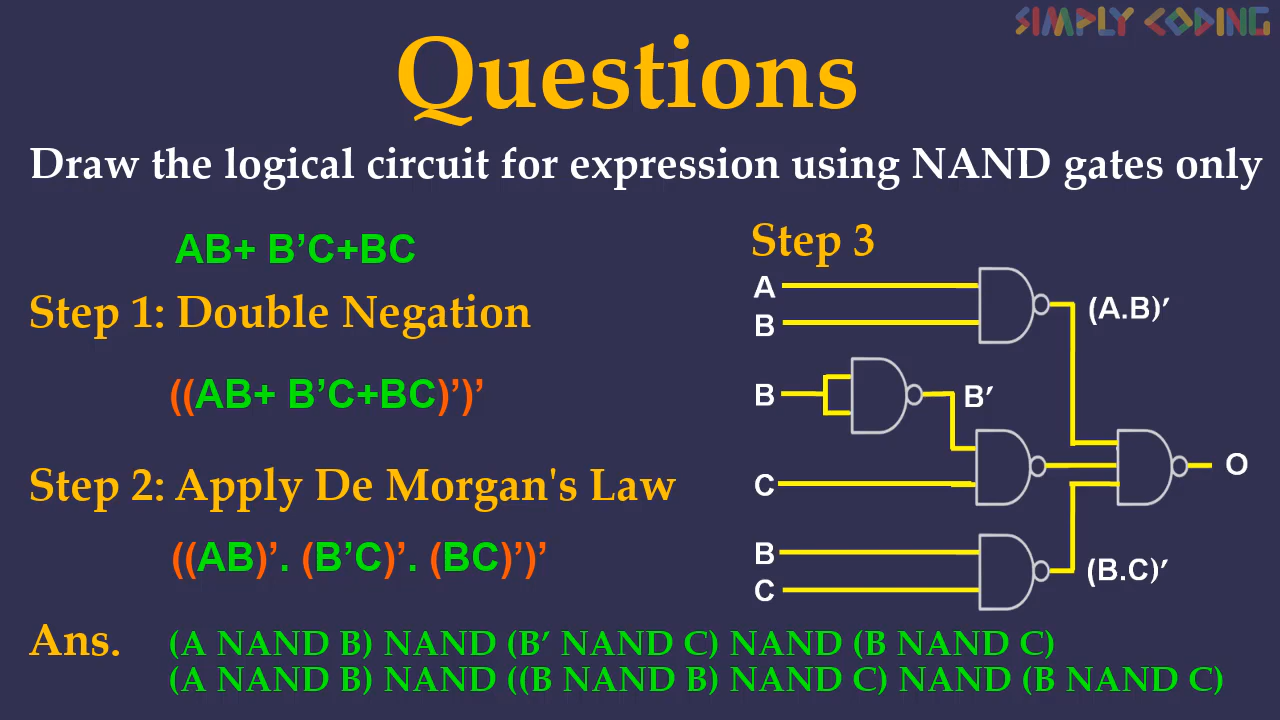 SIMPLY CODING
Questions
Draw the logical circuit for expression using NAND gates only
AB+ B’C+BC
Step 1: Double Negation
((AB+ B’C+BC)’)’
Step 2: Apply De Morgan's Law
((AB)’. (B’C)’. (BC)’)’
Step 3
A
B
(A.B)′
B
B′
C
O
B
C
(B.C)′
Ans. (A NAND B) NAND (B′ NAND C) NAND (B NAND C)
(A NAND B) NAND ((B NAND B) NAND C) NAND (B NAND C)